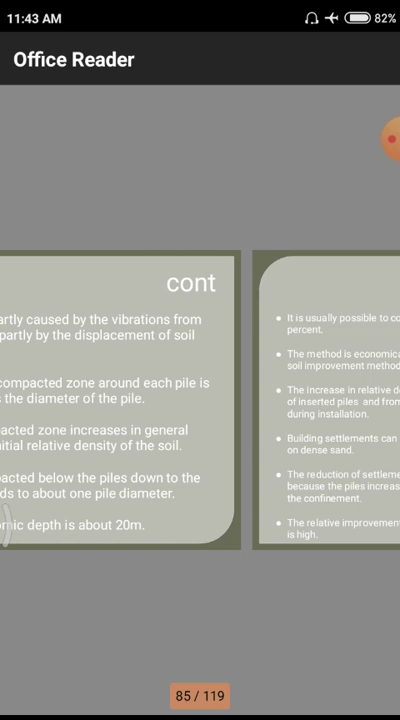 11:43 AM
82%
Office Reader
cont
artly caused by the vibrations from
partly by the displacement of soil
compacted zone around each pile is
s the diameter of the pile.
pacted zone increases in general
nitial relative density of the soil.
pacted below the piles down to the
ds to about one pile diameter.
omic depth is about 20m.
It is usually possible to co
percent.
The method is economica
soil improvement method
The increase in relative de
of inserted piles and from
during installation.
Building settlements can
on dense sand.
The reduction of settleme
because the piles increas
the confinement.
The relative improvement
is high.
85 / 119